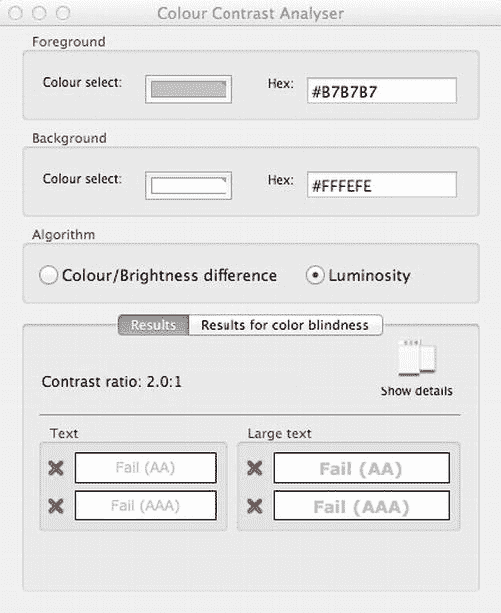 Colour Contrast Analyser
Foreground
Colour select: Hex: #B7B7B7
Background
Colour select: Hex: #FFFEFE
Algorithm
Colour/Brightness difference Luminosity
Results Results for color blindness
Contrast ratio: 2.0:1
Show details
Text Large text
Fail (AA) Fail (AA)
Fail (AAA) Fail (AAA)